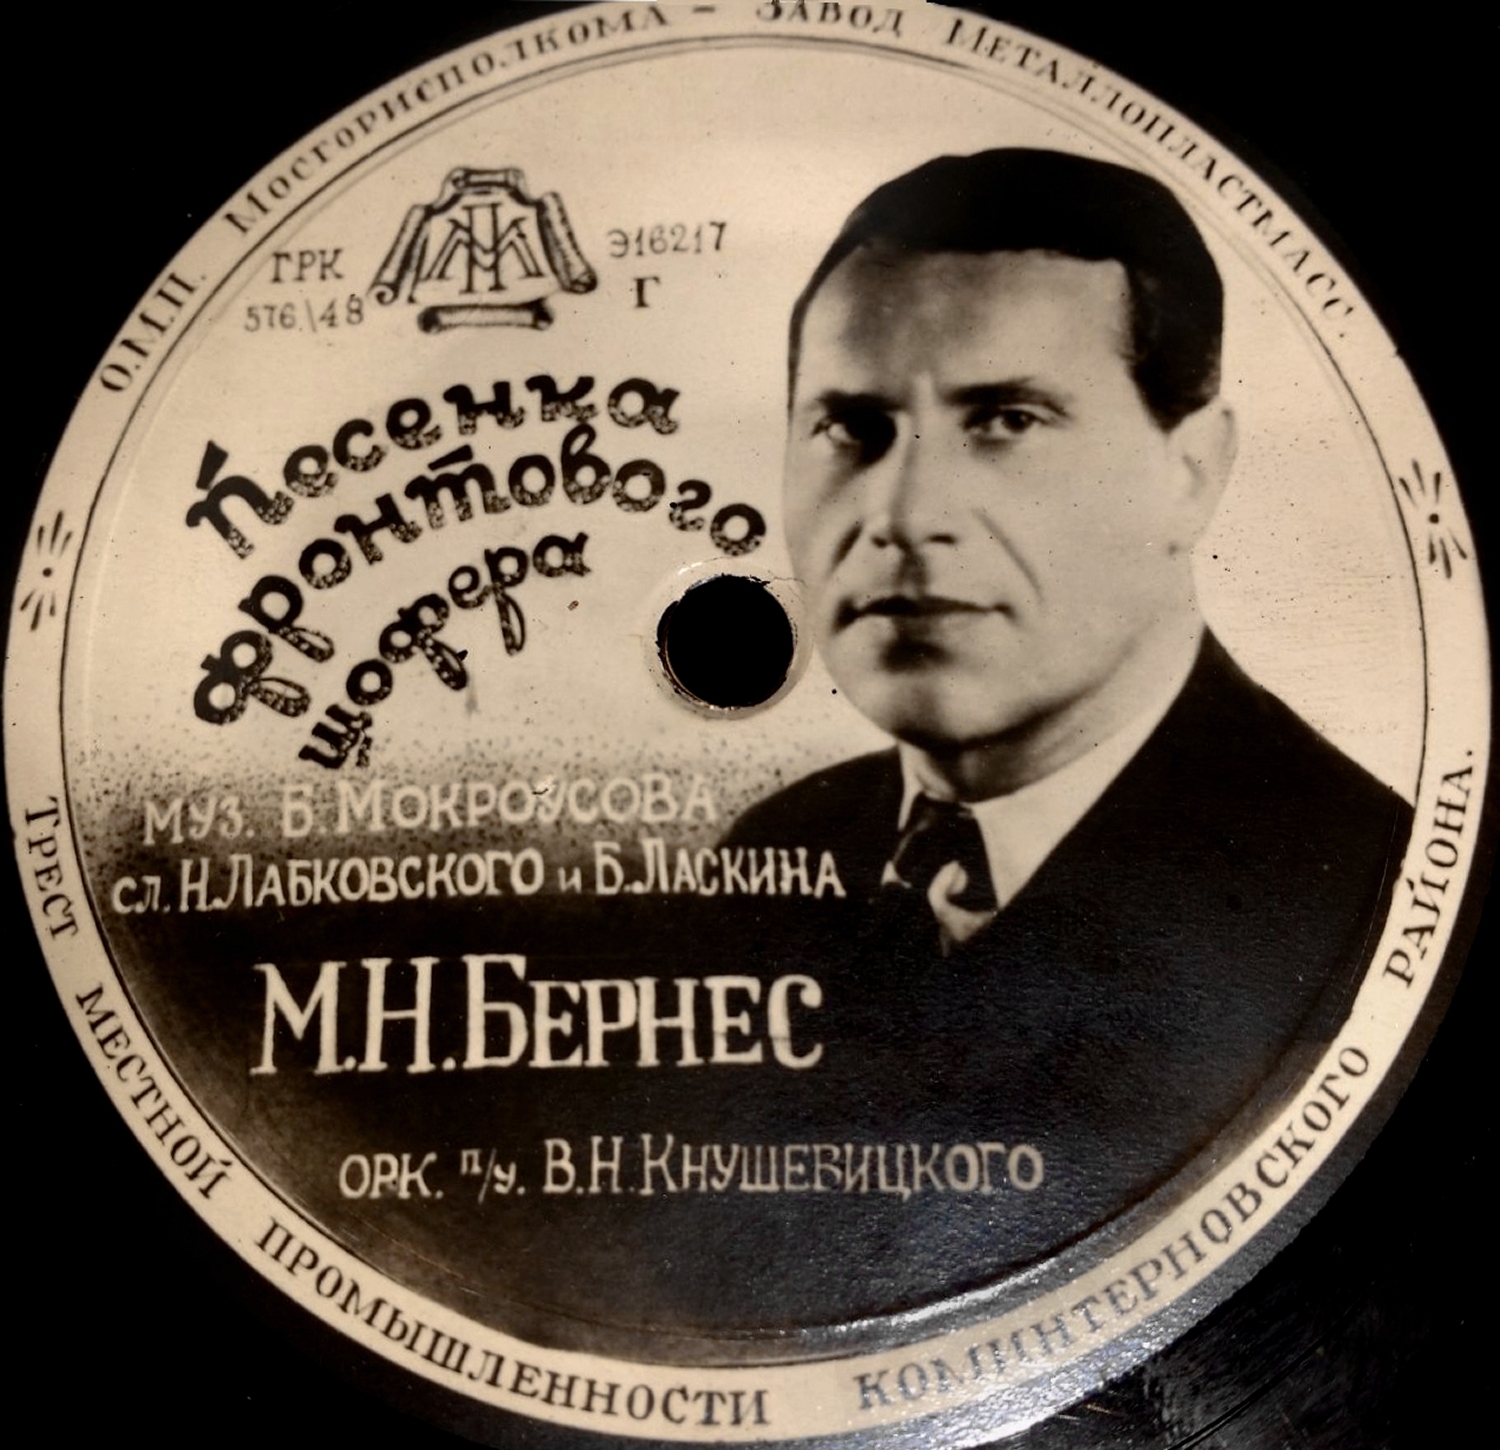 О.М.П. Мосгорисполкома – Завод Металлопластмасс.
ГРК
576\48
Э16217
Г
Песенка
фронтового
шофера
муз. Б. Мокроусова
сл. Н. Лабковского и Б. Ласкина
М.Н. Бернес
орк. п/у. В.Н. Кнушевицкого
Трест местной промышленности Коминтерновского района.